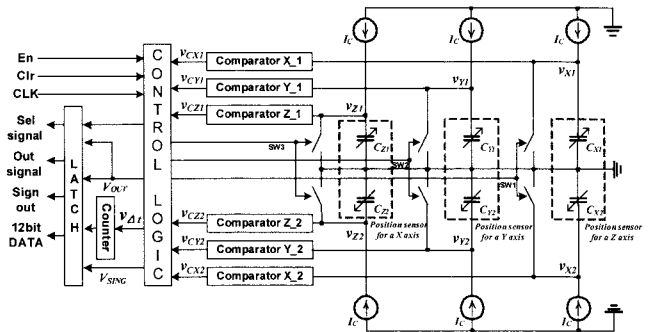 En
Clr
CLK
Sel signal
Out signal
Sign out
12bit DATA
LATCH
V_OUT
Counter
v_Δt
V_SING
CONTROL LOGIC
v_CX1
Comparator X_1
v_CY1
Comparator Y_1
v_CZ1
Comparator Z_1
v_CZ2
Comparator Z_2
v_CY2
Comparator Y_2
v_CX2
Comparator X_2
SW3
SW2
SW1
I_C
I_C
I_C
v_Z1
v_Y1
v_X1
C_Z1
C_Y1
C_X1
C_Z2
C_Y2
C_X2
Position sensor for a X axis
Position sensor for a Y axis
Position sensor for a Z axis
v_Z2
v_Y2
v_X2
I_C
I_C
I_C